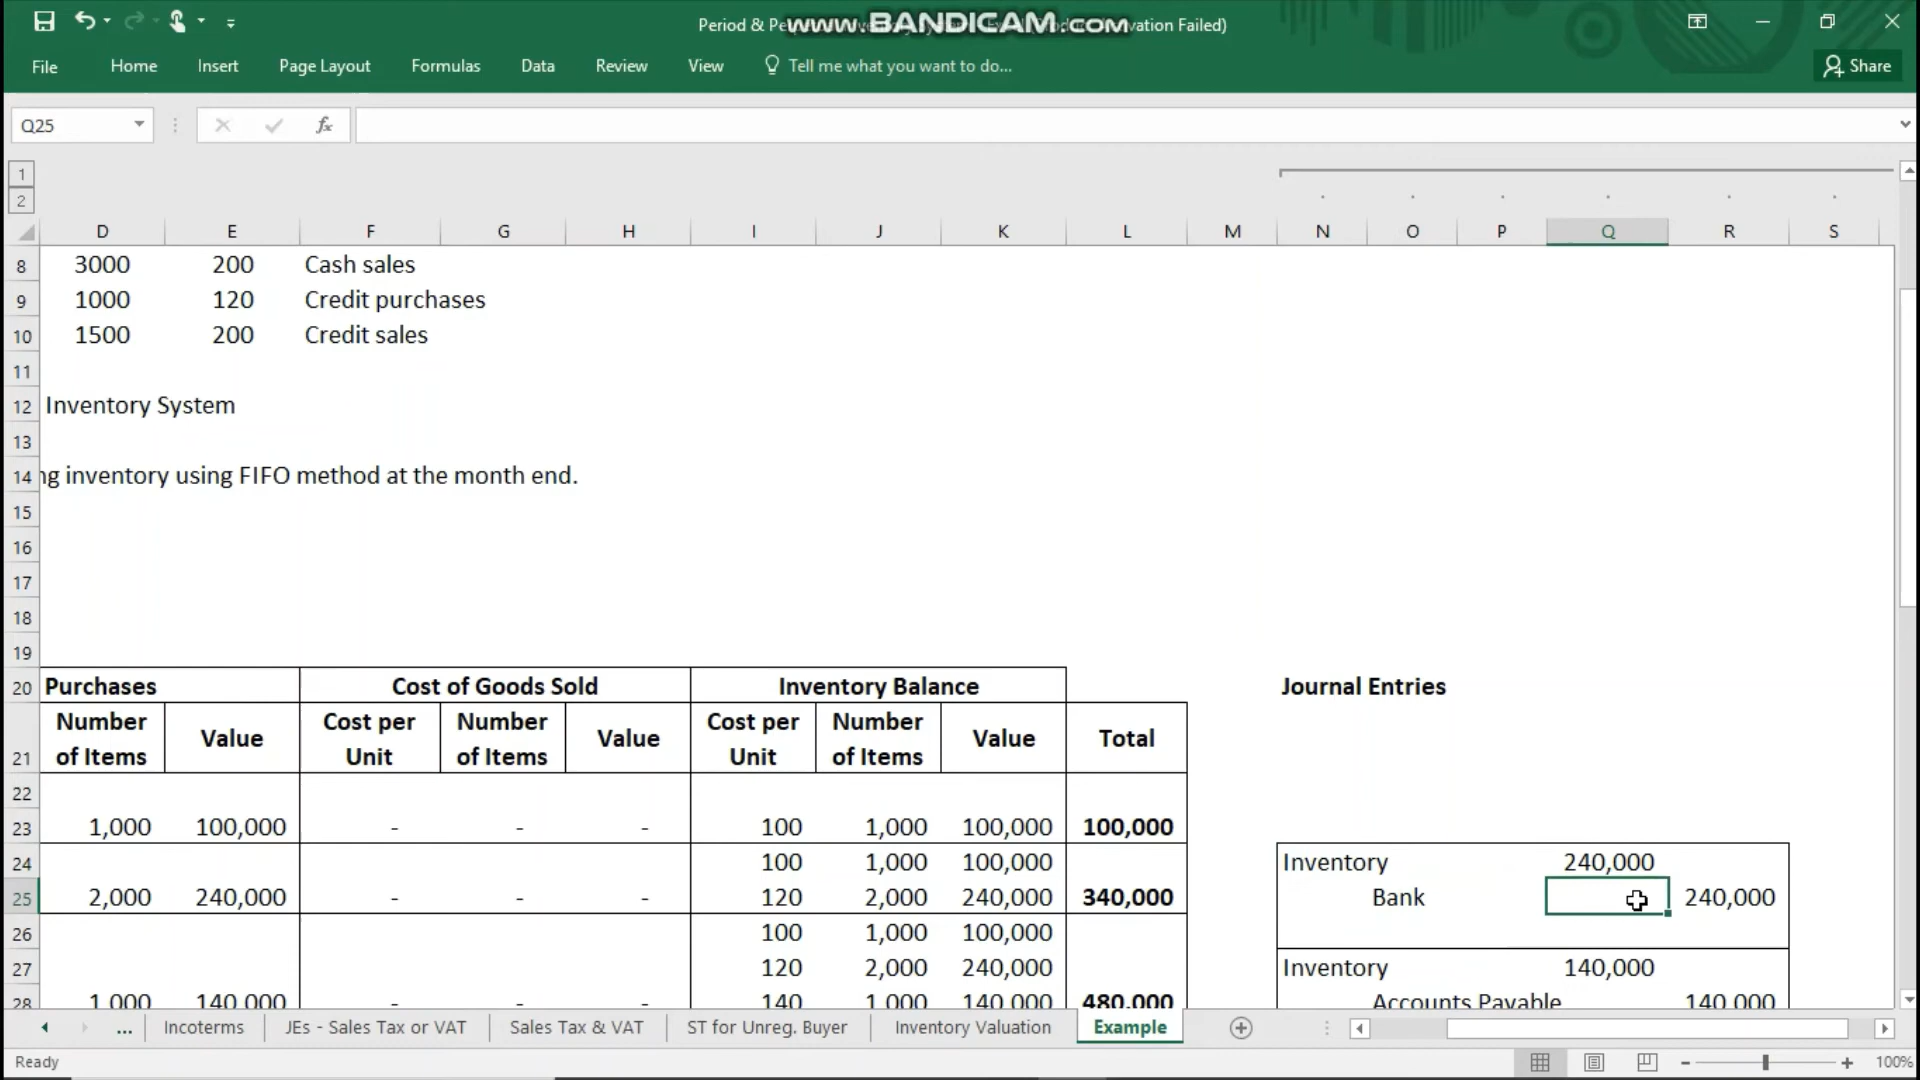 Period & Pe
www.BANDICAM.com
vation Failed)
File Home Insert Page Layout Formulas Data Review View Tell me what you want to do... Share
Q25 fx
1
2
D E F G H I J K L M N O P Q R S
8 3000 200 Cash sales
9 1000 120 Credit purchases
10 1500 200 Credit sales
11
12 Inventory System
13
14 ng inventory using FIFO method at the month end.
15
16
17
18
19
20 Purchases Cost of Goods Sold Inventory Balance Journal Entries
Number Cost per Number Cost per Number
of Items Value Unit of Items Value Unit of Items Value Total
21
22
23 1,000 100,000 - - - 100 1,000 100,000 100,000
24 100 1,000 100,000 Inventory 240,000
25 2,000 240,000 - - - 120 2,000 240,000 340,000 Bank 240,000
26 100 1,000 100,000
27 120 2,000 240,000 Inventory 140,000
28 1,000 140,000 - - - 140 1,000 140,000 480,000 Accounts Payable 140,000
... Incoterms JEs - Sales Tax or VAT Sales Tax & VAT ST for Unreg. Buyer Inventory Valuation Example
Ready 100%